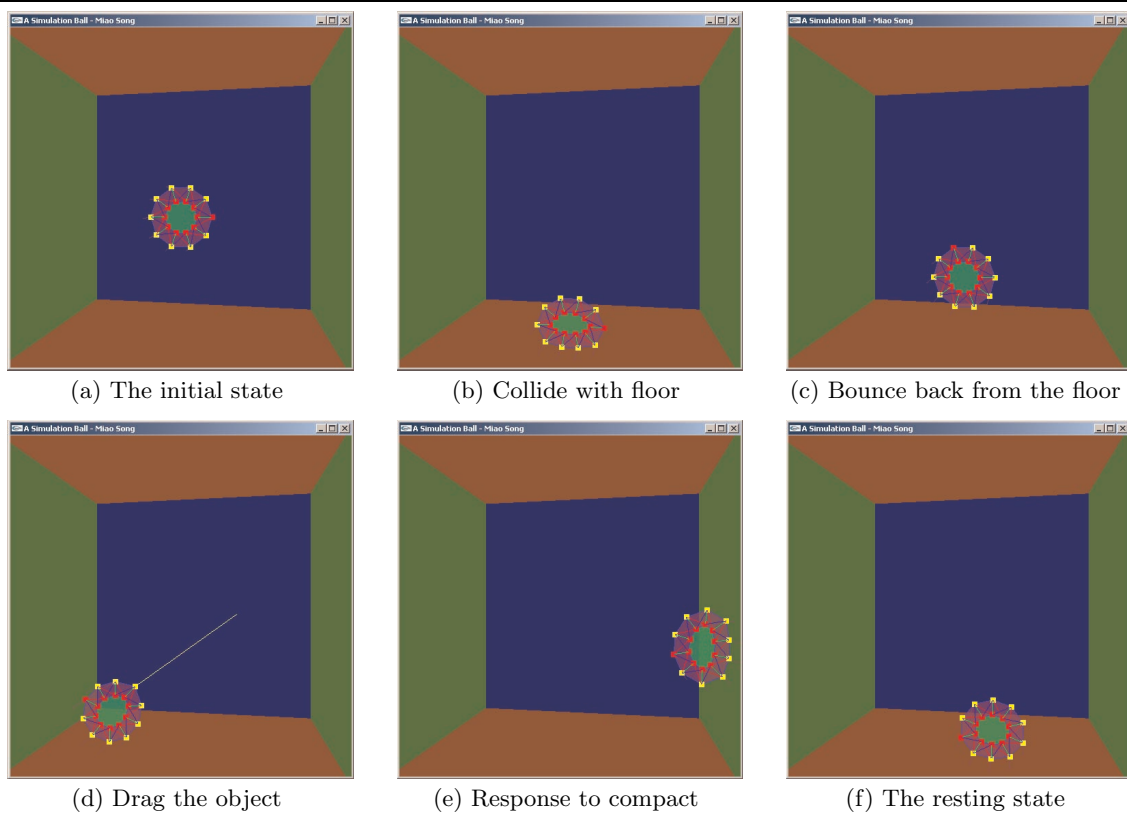 A Simulation Ball - Miao Song
A Simulation Ball - Miao Song
A Simulation Ball - Miao Song
(a) The initial state
(b) Collide with floor
(c) Bounce back from the floor
A Simulation Ball - Miao Song
A Simulation Ball - Miao Song
A Simulation Ball - Miao Song
(d) Drag the object
(e) Response to compact
(f) The resting state